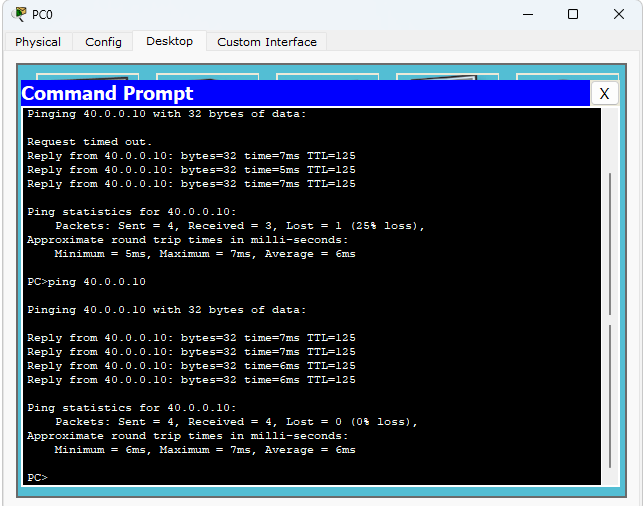 PC0
Physical Config Desktop Custom Interface
Command Prompt X
Pinging 40.0.0.10 with 32 bytes of data:
Request timed out.
Reply from 40.0.0.10: bytes=32 time=7ms TTL=125
Reply from 40.0.0.10: bytes=32 time=5ms TTL=125
Reply from 40.0.0.10: bytes=32 time=7ms TTL=125
Ping statistics for 40.0.0.10:
    Packets: Sent = 4, Received = 3, Lost = 1 (25% loss),
Approximate round trip times in milli-seconds:
    Minimum = 5ms, Maximum = 7ms, Average = 6ms
PC>ping 40.0.0.10
Pinging 40.0.0.10 with 32 bytes of data:
Reply from 40.0.0.10: bytes=32 time=7ms TTL=125
Reply from 40.0.0.10: bytes=32 time=7ms TTL=125
Reply from 40.0.0.10: bytes=32 time=6ms TTL=125
Reply from 40.0.0.10: bytes=32 time=6ms TTL=125
Ping statistics for 40.0.0.10:
    Packets: Sent = 4, Received = 4, Lost = 0 (0% loss),
Approximate round trip times in milli-seconds:
    Minimum = 6ms, Maximum = 7ms, Average = 6ms
PC>